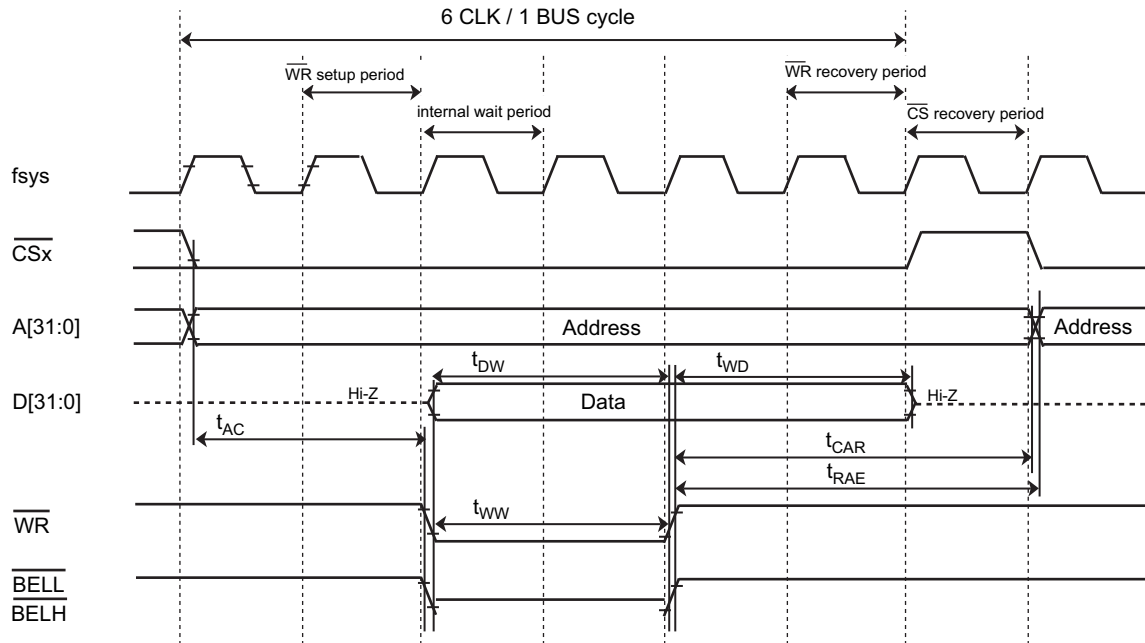 6 CLK / 1 BUS cycle
WR setup period
WR recovery period
internal wait period
CS recovery period
fsys
CSx
A[31:0]
Address
Address
tDW
tWD
D[31:0]
Hi-Z
Data
Hi-Z
tAC
tCAR
tRAE
WR
tWW
BELL
BELH